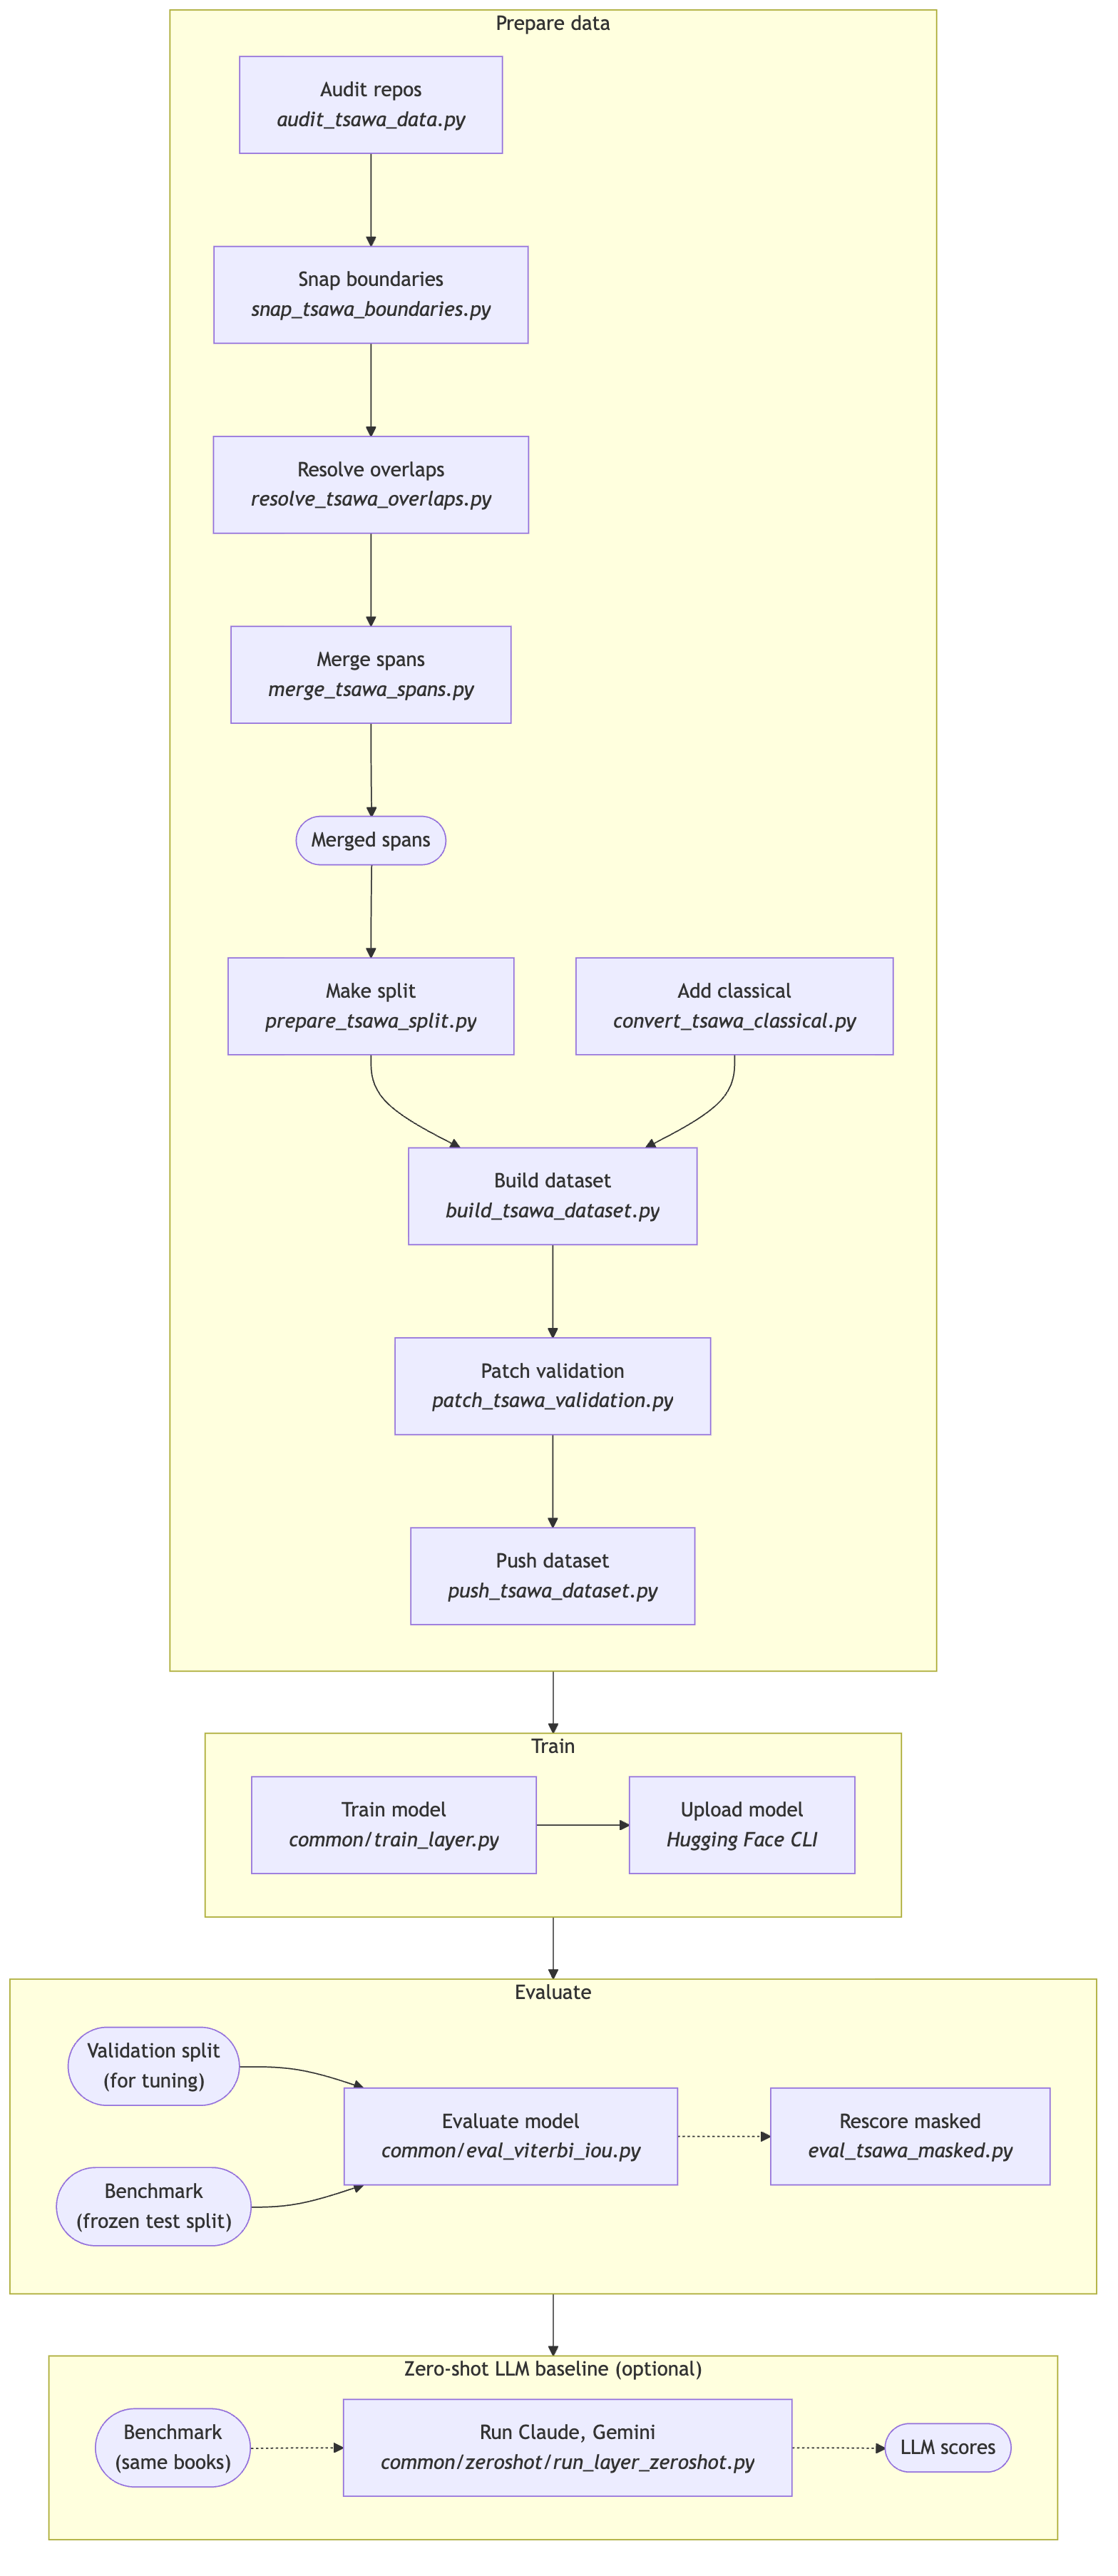 Prepare data
Audit repos
audit_tsawa_data.py
Snap boundaries
snap_tsawa_boundaries.py
Resolve overlaps
resolve_tsawa_overlaps.py
Merge spans
merge_tsawa_spans.py
Merged spans
Make split
prepare_tsawa_split.py
Add classical
convert_tsawa_classical.py
Build dataset
build_tsawa_dataset.py
Patch validation
patch_tsawa_validation.py
Push dataset
push_tsawa_dataset.py
Train
Train model
common/train_layer.py
Upload model
Hugging Face CLI
Evaluate
Validation split
(for tuning)
Benchmark
(frozen test split)
Evaluate model
common/eval_viterbi_iou.py
Rescore masked
eval_tsawa_masked.py
Zero-shot LLM baseline (optional)
Benchmark
(same books)
Run Claude, Gemini
common/zeroshot/run_layer_zeroshot.py
LLM scores